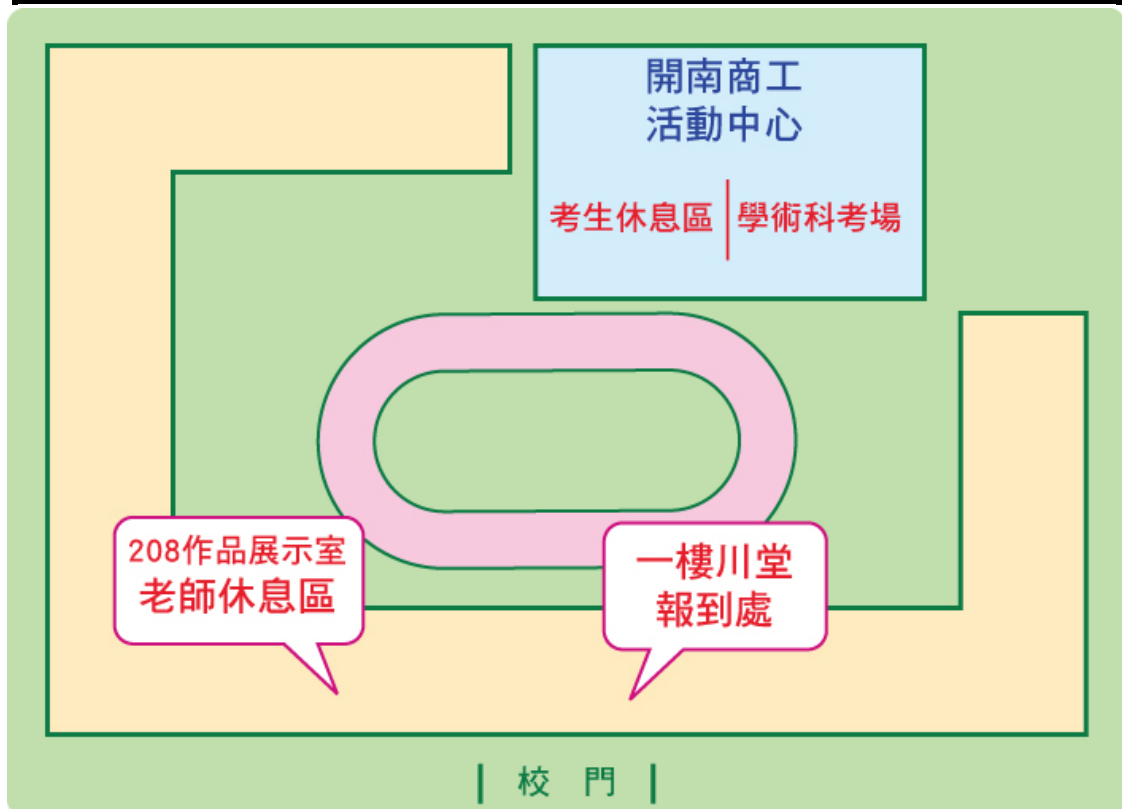 開南商工
活動中心
考生休息區
學術科考場
208作品展示室
老師休息區
一樓川堂
報到處
校 門